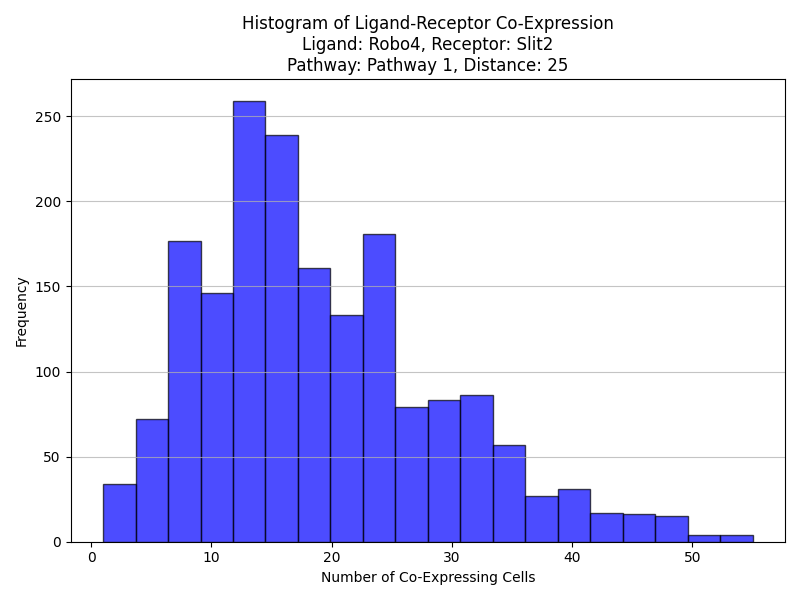 Histogram of Ligand-Receptor Co-Expression
Ligand: Robo4, Receptor: Slit2
Pathway: Pathway 1, Distance: 25
250
200
150
100
50
0
Frequency
0 10 20 30 40 50
Number of Co-Expressing Cells